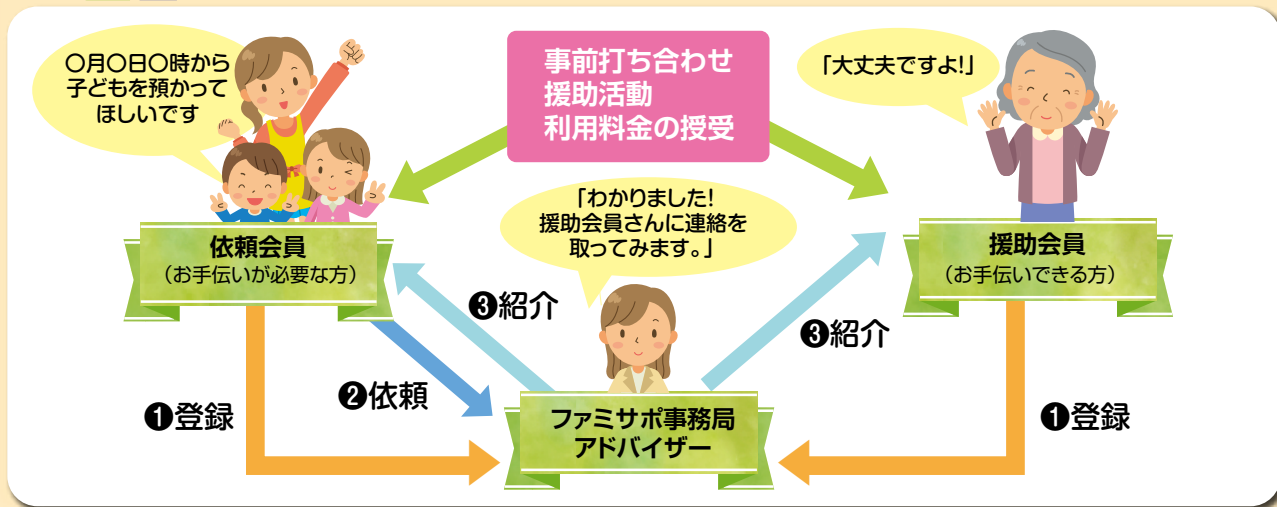 〇月〇日〇時から
子どもを預かって
ほしいです
事前打ち合わせ
援助活動
利用料金の授受
「大丈夫ですよ!」
「わかりました!
援助会員さんに連絡を
取ってみます。」
依頼会員
（お手伝いが必要な方）
援助会員
（お手伝いできる方）
❸紹介
❸紹介
❷依頼
❶登録
❶登録
ファミサポ事務局
アドバイザー